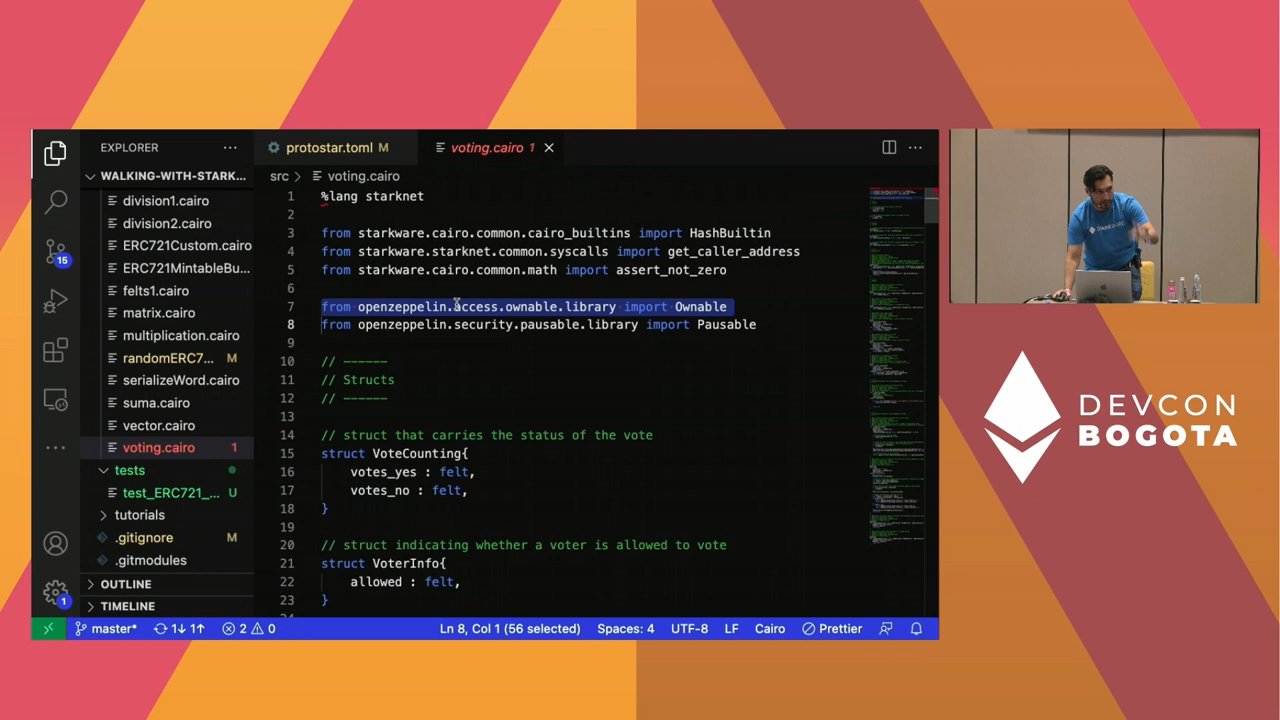 EXPLORER
WALKING-WITH-STARK...
division1.cairo
division2.cairo
ERC721Custom.cairo
ERC721MintableBu...
felts1.cairo
matrix.cairo
multiplication.cairo
randomERC7... M
serializeWord.cairo
suma.cairo
vector.cairo
voting.cairo 1
tests
test_ERC721_... U
tutorials
.gitignore M
.gitmodules
OUTLINE
TIMELINE
15
1
protostar.toml M
voting.cairo 1
src > voting.cairo
1 %lang starknet
2
3 from starkware.cairo.common.cairo_builtins import HashBuiltin
4 from starkware.starknet.common.syscalls import get_caller_address
5 from starkware.cairo.common.math import assert_not_zero
6
7 from openzeppelin.access.ownable.library import Ownable
8 from openzeppelin.security.pausable.library import Pausable
9
10 // ------
11 // Structs
12 // ------
13
14 // struct that carries the status of the vote
15 struct VoteCounting{
16 votes_yes : felt,
17 votes_no : felt,
18 }
19
20 // struct indicating whether a voter is allowed to vote
21 struct VoterInfo{
22 allowed : felt,
23 }
master* 1↓ 1↑ 2 0 Ln 8, Col 1 (56 selected) Spaces: 4 UTF-8 LF Cairo Prettier
DEVCON
BOGOTA